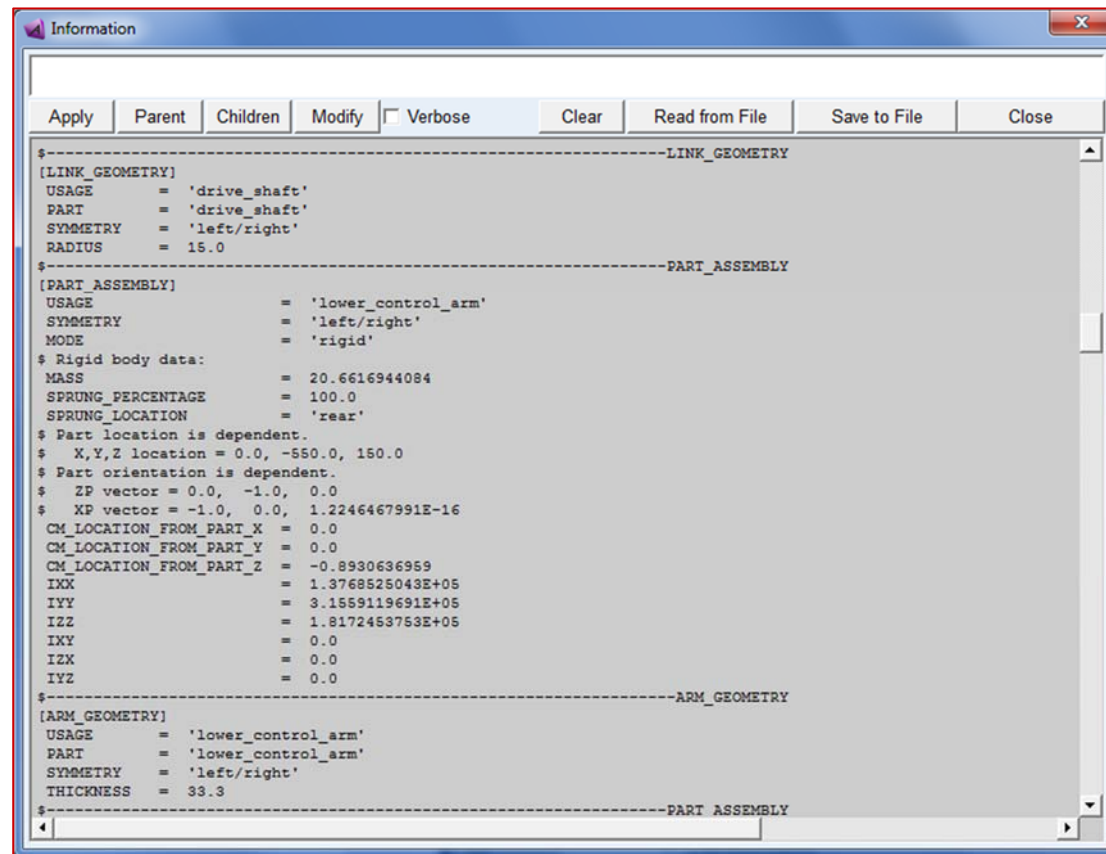 Information
Apply Parent Children Modify Verbose Clear Read from File Save to File Close
$-------------------------------------------------------------------LINK_GEOMETRY
[LINK_GEOMETRY]
USAGE = 'drive_shaft'
PART = 'drive_shaft'
SYMMETRY = 'left/right'
RADIUS = 15.0
$-------------------------------------------------------------------PART_ASSEMBLY
[PART_ASSEMBLY]
USAGE = 'lower_control_arm'
SYMMETRY = 'left/right'
MODE = 'rigid'
$ Rigid body data:
MASS = 20.6616944084
SPRUNG_PERCENTAGE = 100.0
SPRUNG_LOCATION = 'rear'
$ Part location is dependent.
$ X,Y,Z location = 0.0, -550.0, 150.0
$ Part orientation is dependent.
$ ZP vector = 0.0, -1.0, 0.0
$ XP vector = -1.0, 0.0, 1.2246467991E-16
CM_LOCATION_FROM_PART_X = 0.0
CM_LOCATION_FROM_PART_Y = 0.0
CM_LOCATION_FROM_PART_Z = -0.8930636959
IXX = 1.3768525043E+05
IYY = 3.1559119691E+05
IZZ = 1.8172453753E+05
IXY = 0.0
IZX = 0.0
IYZ = 0.0
$--------------------------------------------------------------------ARM_GEOMETRY
[ARM_GEOMETRY]
USAGE = 'lower_control_arm'
PART = 'lower_control_arm'
SYMMETRY = 'left/right'
THICKNESS = 33.3
$-------------------------------------------------------------------PART_ASSEMBLY